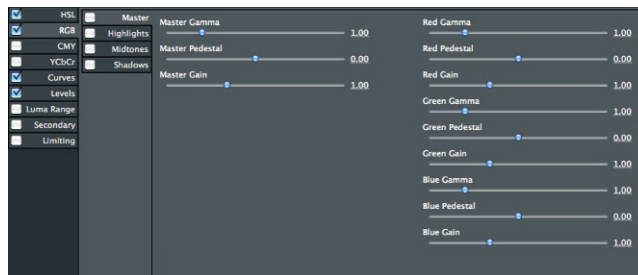 HSL
RGB
CMY
YCbCr
Curves
Levels
Luma Range
Secondary
Limiting
Master
Highlights
Midtones
Shadows
Master Gamma
1.00
Master Pedestal
0.00
Master Gain
1.00
Red Gamma
1.00
Red Pedestal
0.00
Red Gain
1.00
Green Gamma
1.00
Green Pedestal
0.00
Green Gain
1.00
Blue Gamma
1.00
Blue Pedestal
0.00
Blue Gain
1.00